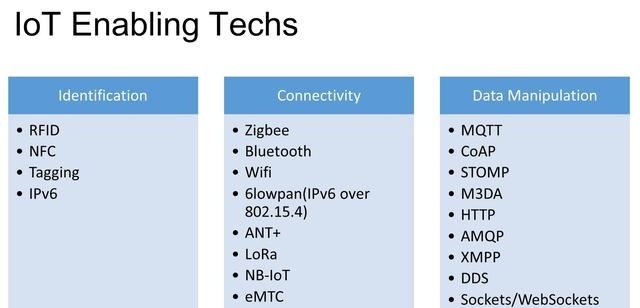 IoT Enabling Techs
Identification
• RFID
• NFC
• Tagging
• IPv6
Connectivity
• Zigbee
• Bluetooth
• Wifi
• 6lowpan(IPv6 over
802.15.4)
• ANT+
• LoRa
• NB-IoT
• eMTC
Data Manipulation
• MQTT
• CoAP
• STOMP
• M3DA
• HTTP
• AMQP
• XMPP
• DDS
• Sockets/WebSockets